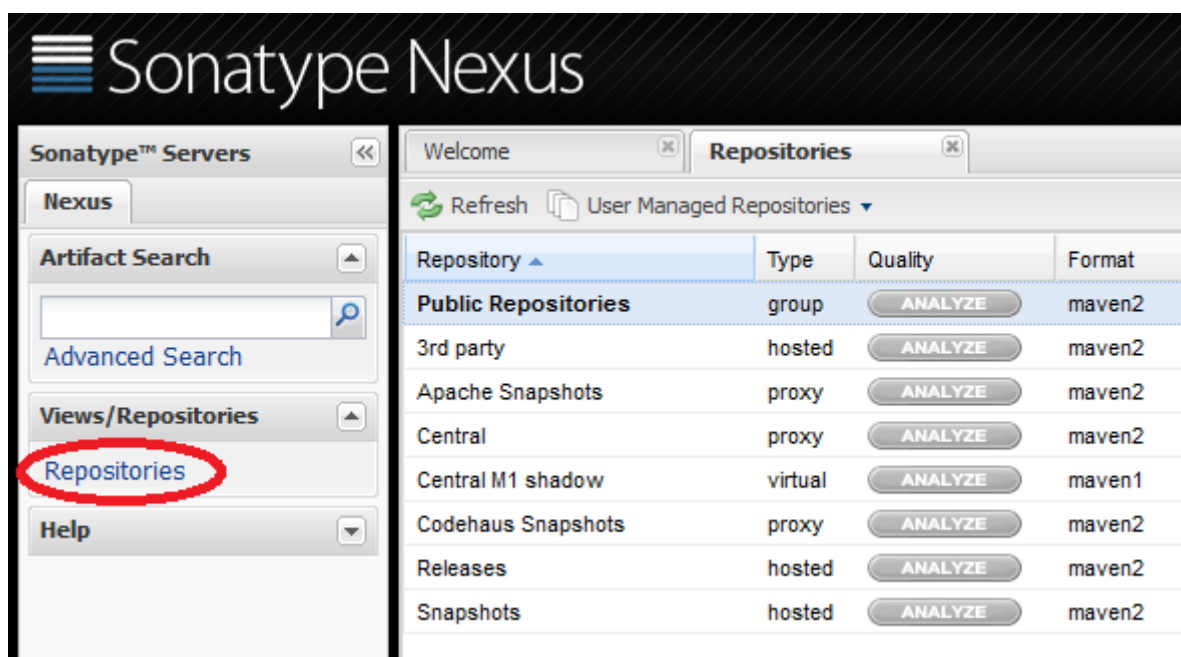 Sonatype Nexus
Sonatype™ Servers
Nexus
Artifact Search
Advanced Search
Views/Repositories
Repositories
Help
Welcome
Repositories
Refresh User Managed Repositories
Repository Type Quality Format
Public Repositories group ANALYZE maven2
3rd party hosted ANALYZE maven2
Apache Snapshots proxy ANALYZE maven2
Central proxy ANALYZE maven2
Central M1 shadow virtual ANALYZE maven1
Codehaus Snapshots proxy ANALYZE maven2
Releases hosted ANALYZE maven2
Snapshots hosted ANALYZE maven2